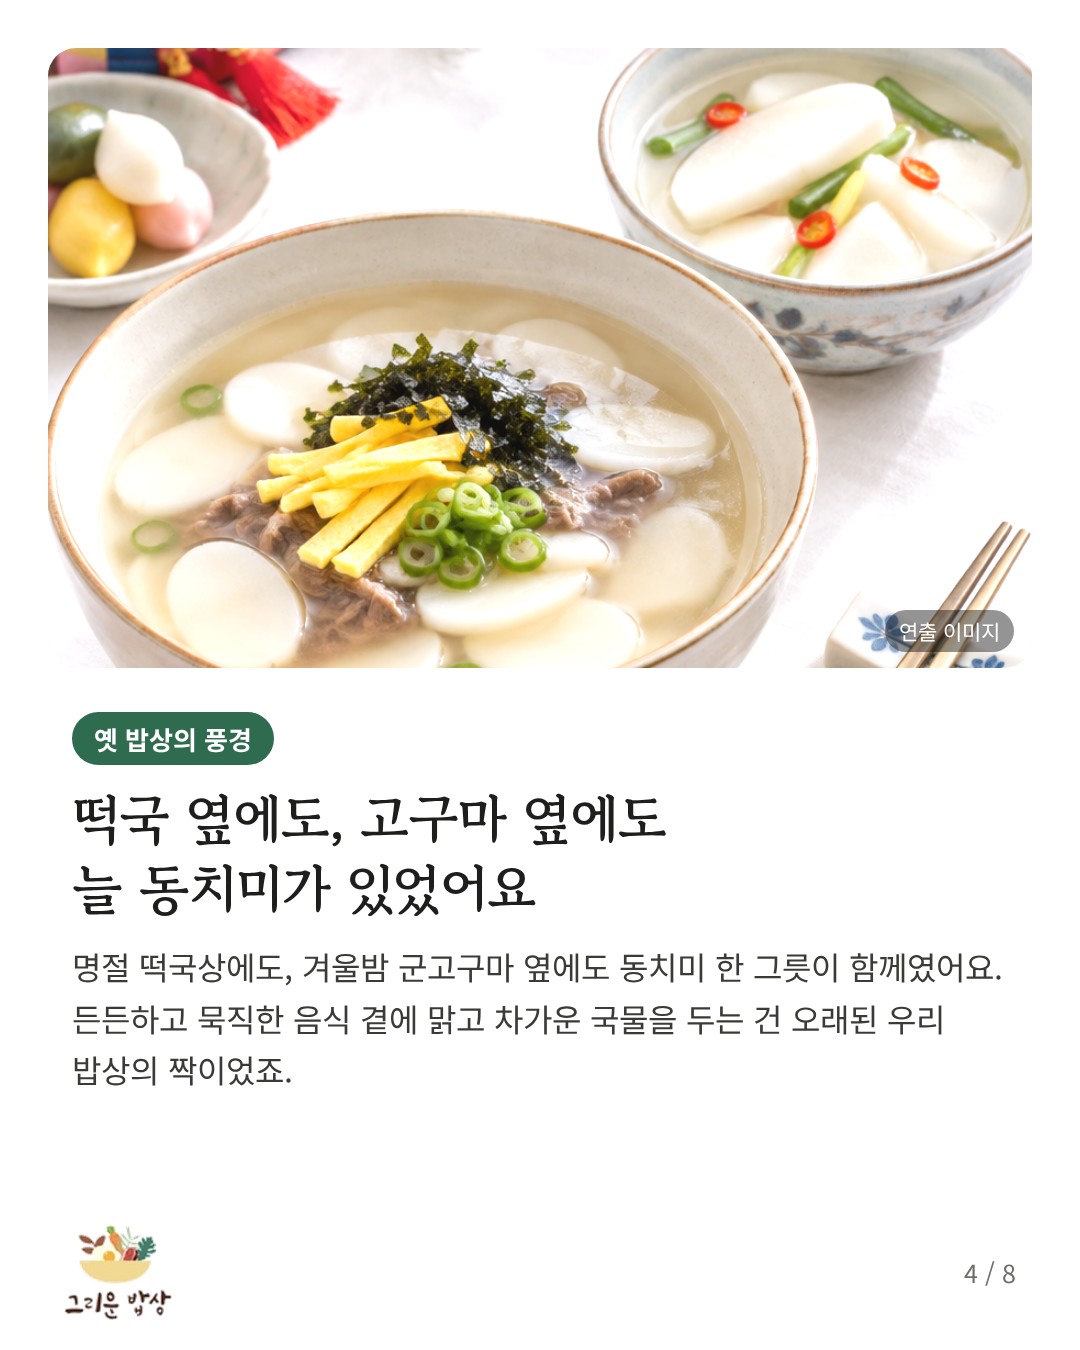 연출 이미지
옛 밥상의 풍경
떡국 옆에도, 고구마 옆에도
늘 동치미가 있었어요
명절 떡국상에도, 겨울밤 군고구마 옆에도 동치미 한 그릇이 함께였어요.
든든하고 묵직한 음식 곁에 맑고 차가운 국물을 두는 건 오래된 우리
밥상의 짝이었죠.
그리운 밥상
4 / 8